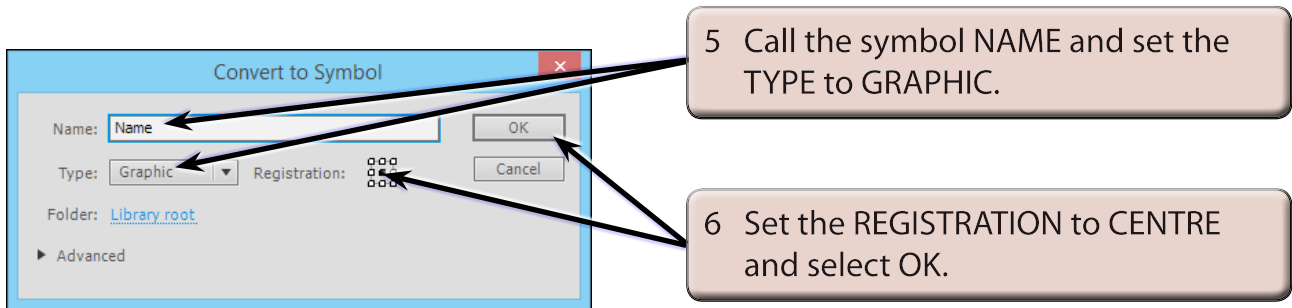 5 Call the symbol NAME and set the
TYPE to GRAPHIC.
Convert to Symbol
Name: Name
OK
Type: Graphic
Registration:
Cancel
Folder: Library root
Advanced
6 Set the REGISTRATION to CENTRE
and select OK.